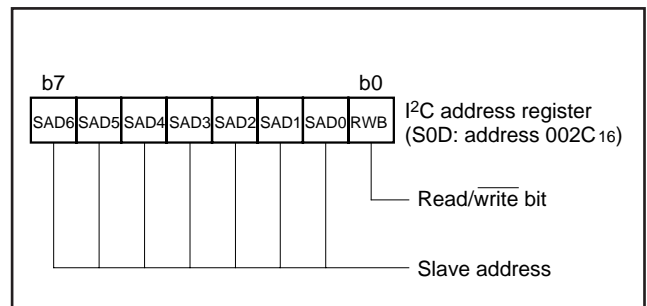 b7 b0
SAD6 SAD5 SAD4 SAD3 SAD2 SAD1 SAD0 RWB
I2C address register
(S0D: address 002C16)
Read/write bit
Slave address